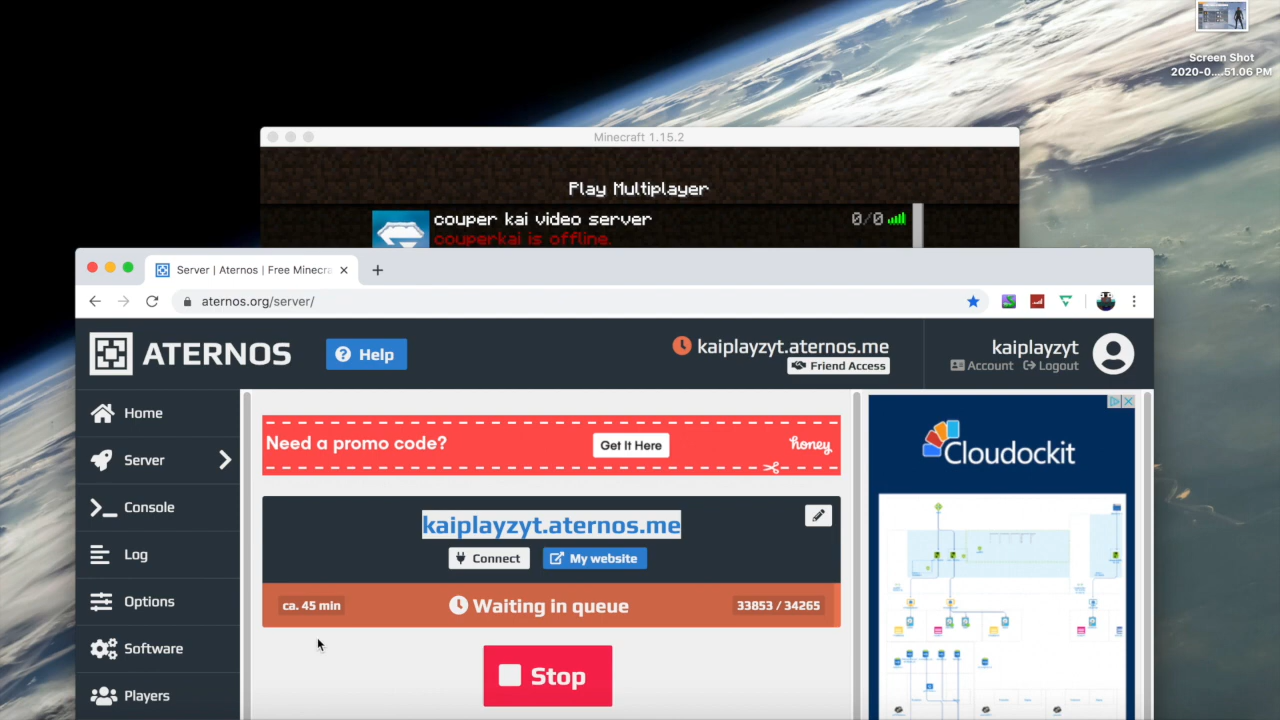 Screen Shot
2020-0....51.06 PM
Minecraft 1.15.2
Play Multiplayer
couper kai video server
0/0
couperkai is offline.
Server | Aternos | Free Minecra
aternos.org/server/
ATERNOS
Help
kaiplayzyt.aternos.me
Friend Access
kaiplayzyt
Account Logout
Home
Server
Console
Log
Options
Software
Players
Need a promo code?
Get It Here
honey
kaiplayzyt.aternos.me
Connect
My website
ca. 45 min
Waiting in queue
33853 / 34265
Stop
Cloudockit